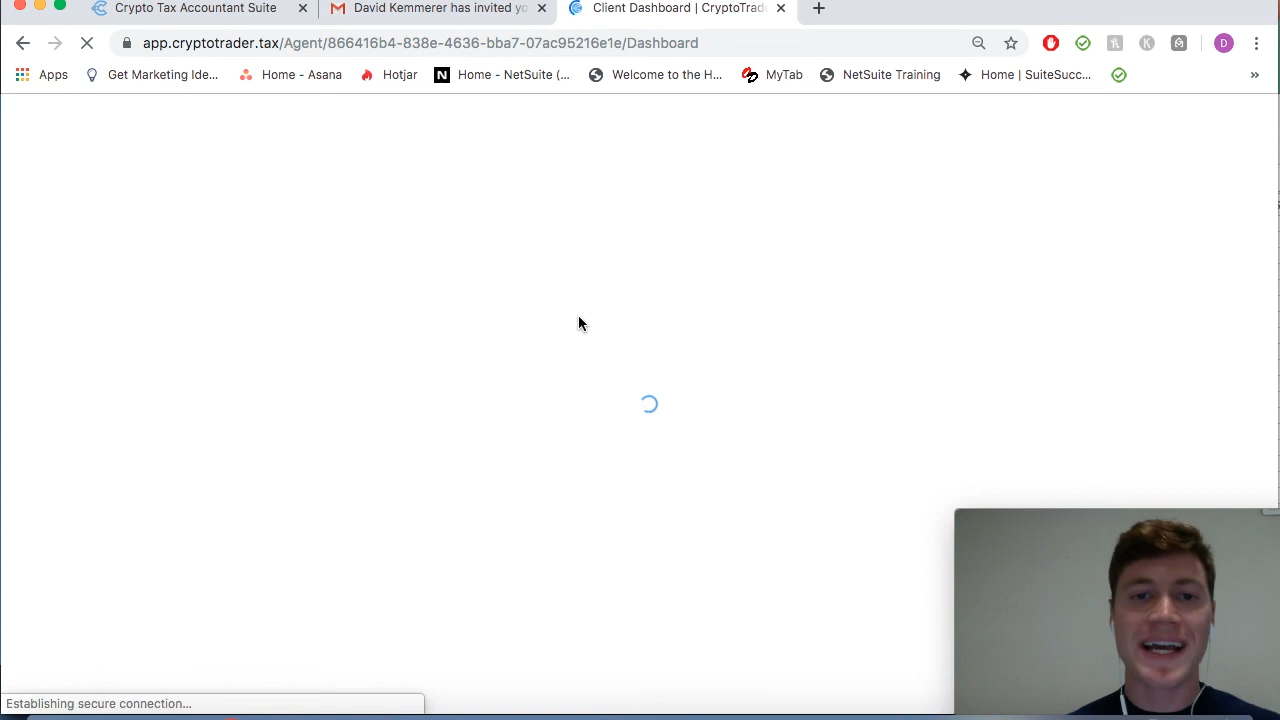 Crypto Tax Accountant Suite
David Kemmerer has invited yo
Client Dashboard | CryptoTrad
app.cryptotrader.tax/Agent/866416b4-838e-4636-bba7-07ac95216e1e/Dashboard
D
Apps
Get Marketing Ide...
Home - Asana
Hotjar
N
Home - NetSuite (...
Welcome to the H...
MyTab
NetSuite Training
Home | SuiteSucc...
Establishing secure connection...